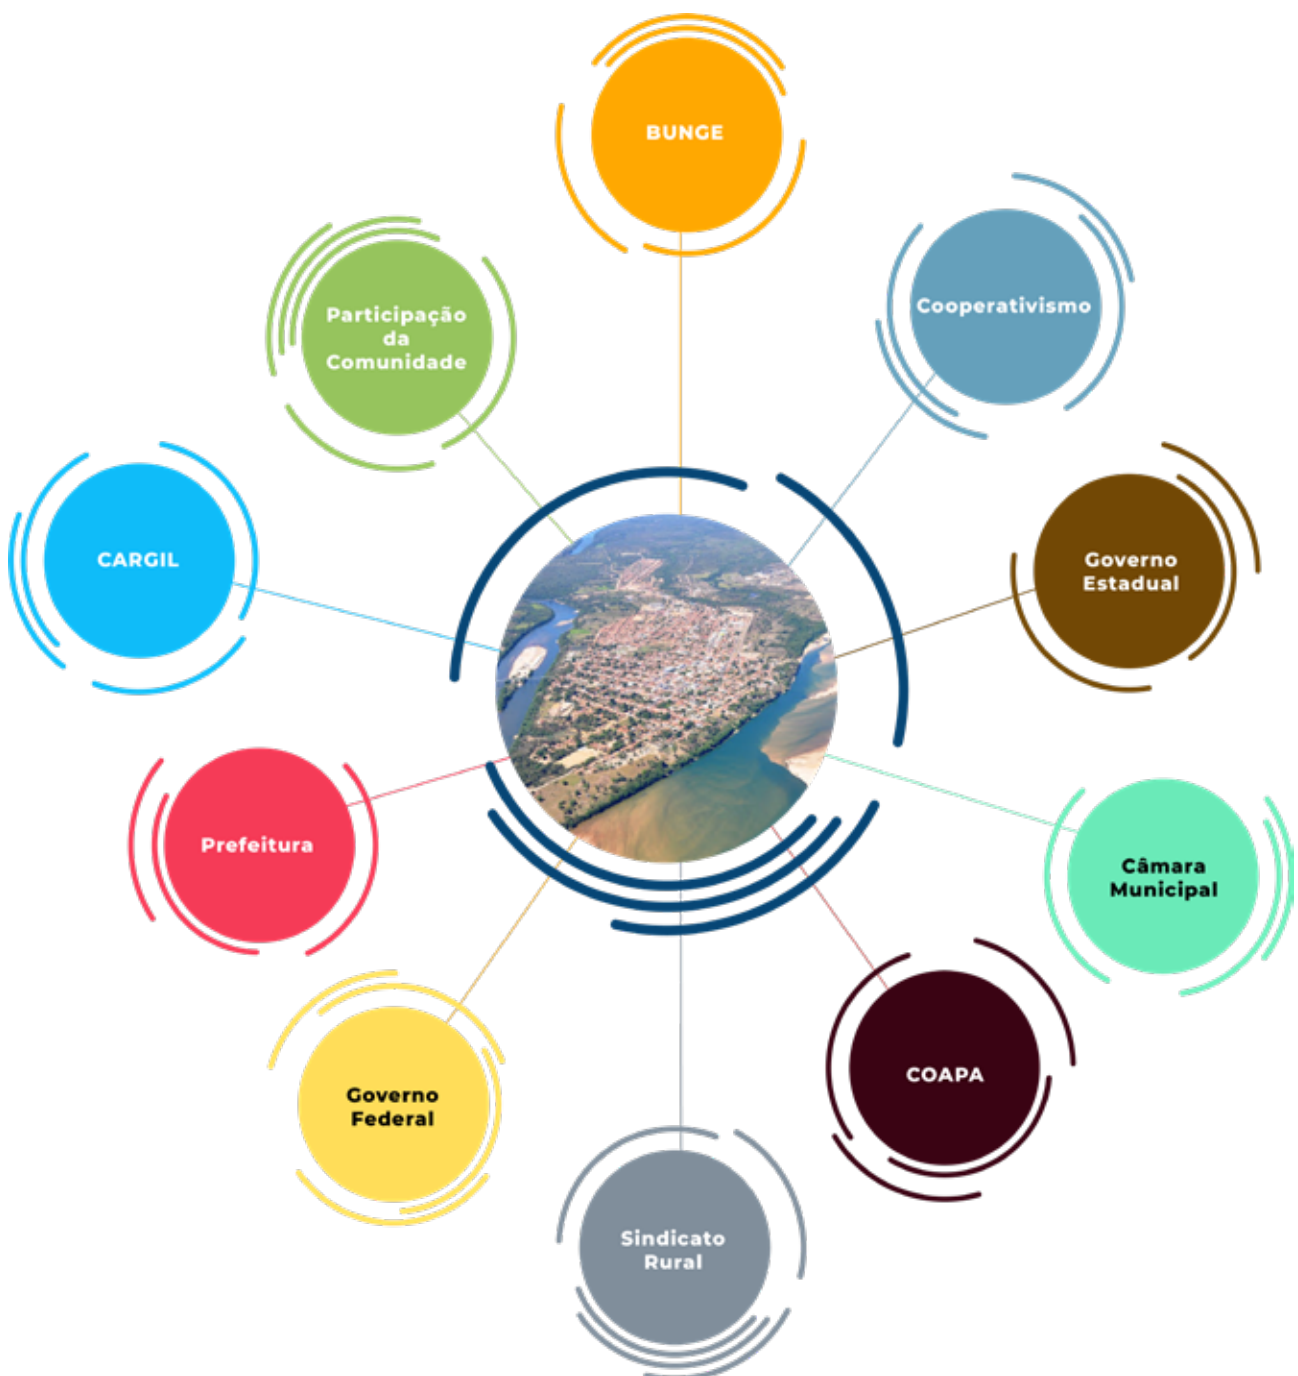 BUNGE
Cooperativismo
Participação
da
Comunidade
CARGIL
Governo
Estadual
Prefeitura
Câmara
Municipal
Governo
Federal
COAPA
Sindicato
Rural